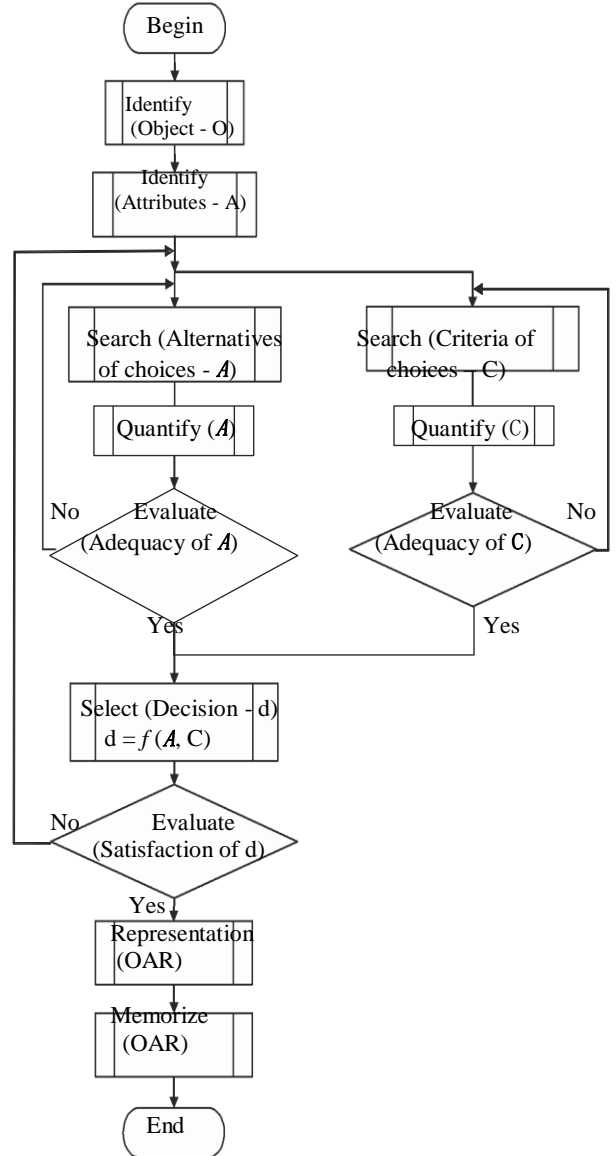 Begin
Identify
(Object - O)
Identify
(Attributes - A)
Search (Alternatives
of choices - A)
Search (Criteria of
choices – C)
Quantify (A)
Quantify (C)
No
Evaluate
(Adequacy of A)
Evaluate
(Adequacy of C)
No
Yes
Yes
Select (Decision - d)
d = f (A, C)
No
Evaluate
(Satisfaction of d)
Yes
Representation
(OAR)
Memorize
(OAR)
End